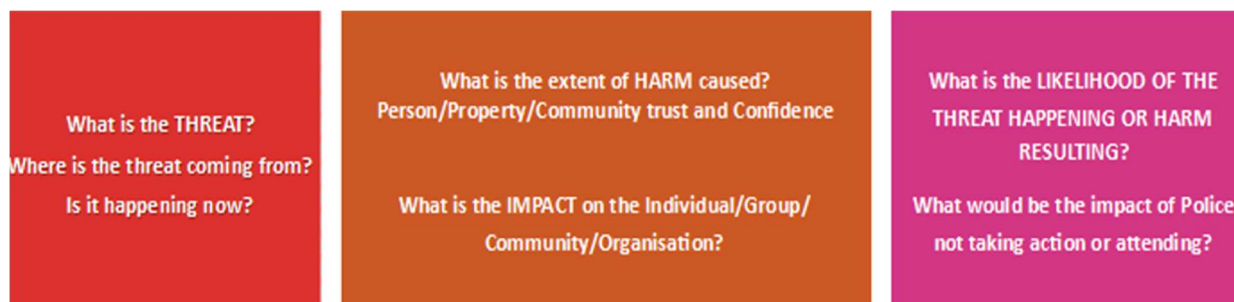 What is the THREAT?
Where is the threat coming from?
Is it happening now?
What is the extent of HARM caused?
Person/Property/Community trust and Confidence
What is the IMPACT on the Individual/Group/
Community/Organisation?
What is the LIKELIHOOD OF THE
THREAT HAPPENING OR HARM
RESULTING?
What would be the impact of Police
not taking action or attending?